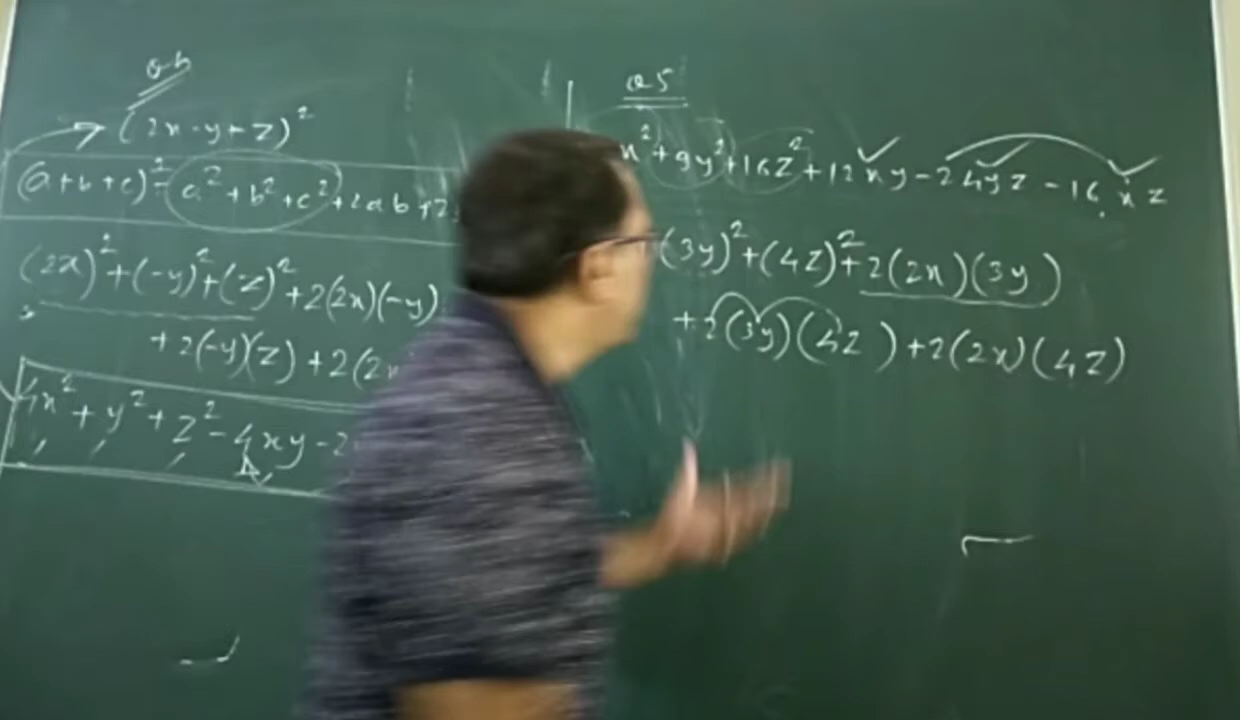 (2x-y+z)²
(a+b+c)²=a²+b²+c²+2ab+2
(2x)²+(-y)²+(z)²+2(2x)(-y)
+2(-y)(z)+2(2x
4x²+y²+z²-4xy-2
Q5
x²+9y²+16z²+12xy-24yz-16xz
(3y)²+(4z)²+2(2x)(3y)
+2(3y)(4z)+2(2x)(4z)